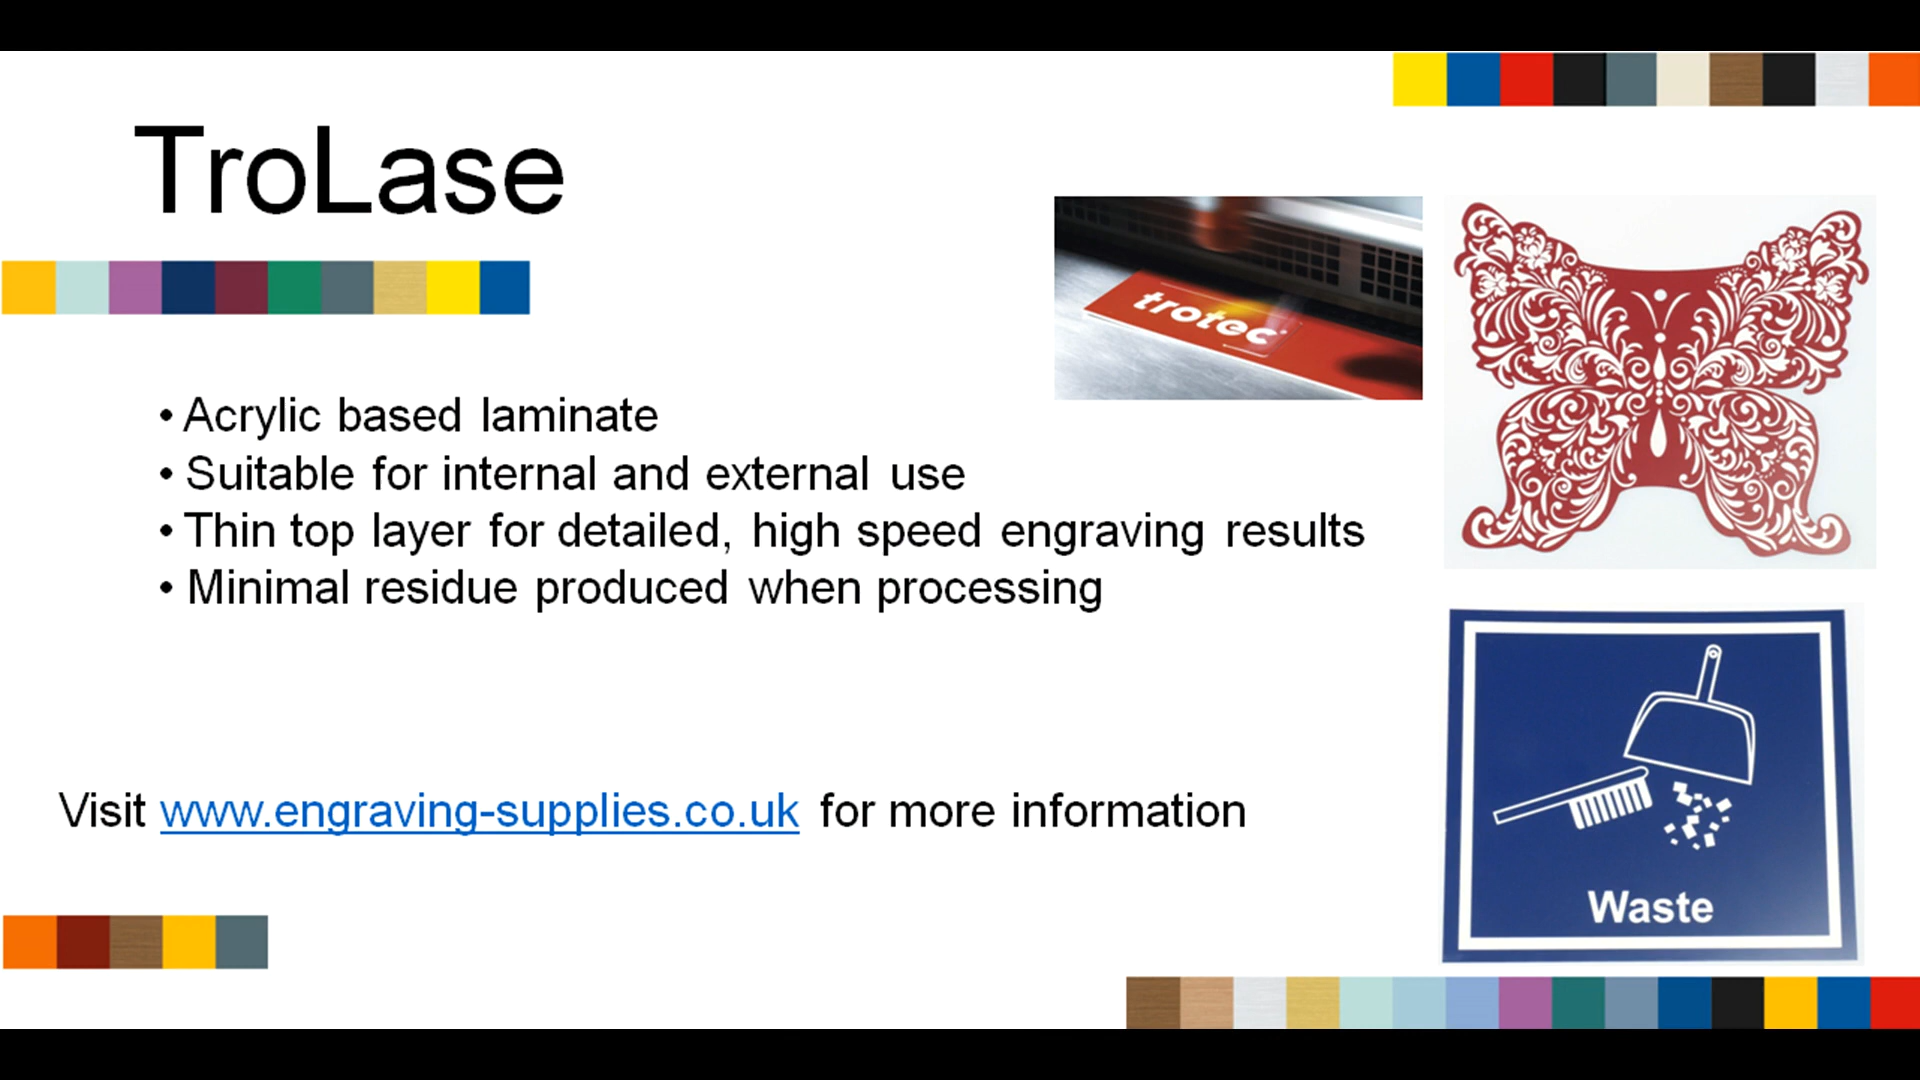 TroLase
trotec
• Acrylic based laminate
• Suitable for internal and external use
• Thin top layer for detailed, high speed engraving results
• Minimal residue produced when processing
Visit www.engraving-supplies.co.uk for more information
Waste